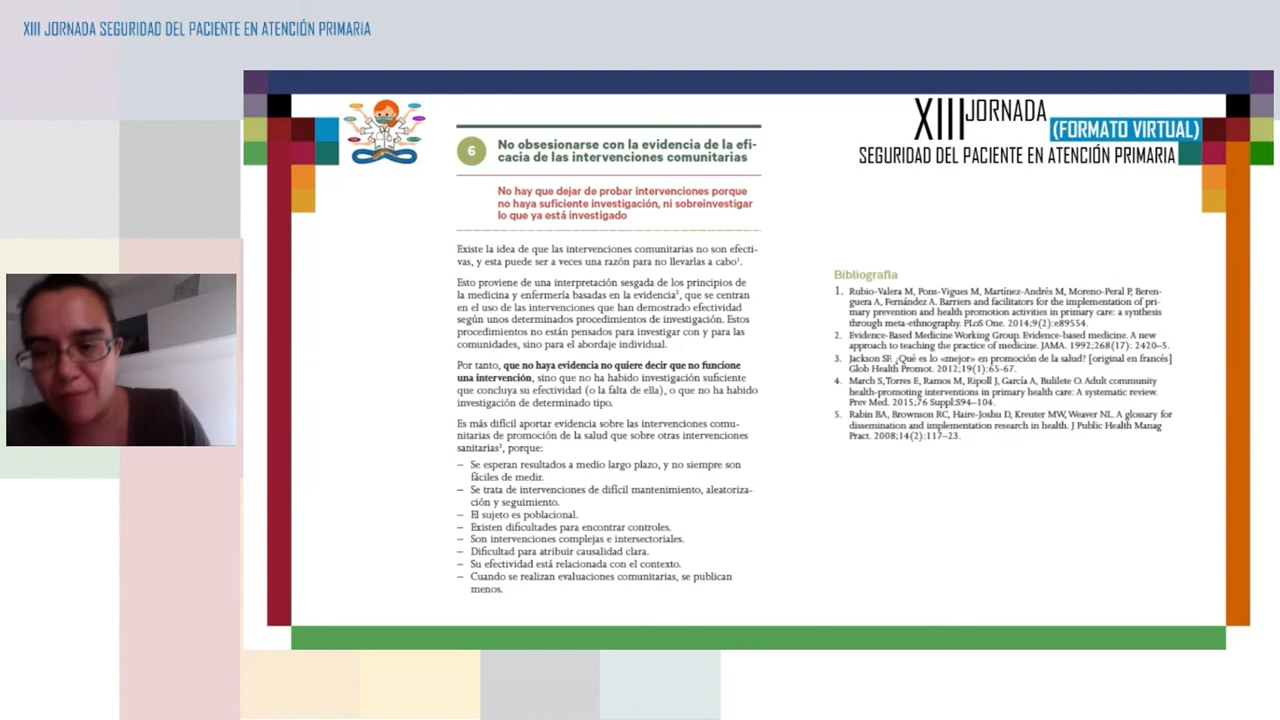 XIII JORNADA SEGURIDAD DEL PACIENTE EN ATENCIÓN PRIMARIA
XIII JORNADA
(FORMATO VIRTUAL)
SEGURIDAD DEL PACIENTE EN ATENCIÓN PRIMARIA
6
No obsesionarse con la evidencia de la efi-
cacia de las intervenciones comunitarias
No hay que dejar de probar intervenciones porque
no haya suficiente investigación, ni sobreinvestigar
lo que ya está investigado
Existe la idea de que las intervenciones comunitarias no son efecti-
vas, y esta puede ser a veces una razón para no llevarlas a cabo¹.
Esto proviene de una interpretación sesgada de los principios de
la medicina y enfermería basadas en la evidencia², que se centran
en el uso de las intervenciones que han demostrado efectividad
según unos determinados procedimientos de investigación. Estos
procedimientos no están pensados para investigar con y para las
comunidades, sino para el abordaje individual.
Por tanto, que no haya evidencia no quiere decir que no funcione
una intervención, sino que no ha habido investigación suficiente
que concluya su efectividad (o la falta de ella), o que no ha habido
investigación de determinado tipo.
Es más difícil aportar evidencia sobre las intervenciones comu-
nitarias de promoción de la salud que sobre otras intervenciones
sanitarias³, porque:
– Se esperan resultados a medio largo plazo, y no siempre son
fáciles de medir.
– Se trata de intervenciones de difícil mantenimiento, aleatoriza-
ción y seguimiento.
– El sujeto es poblacional.
– Existen dificultades para encontrar controles.
– Son intervenciones complejas e intersectoriales.
– Dificultad para atribuir causalidad clara.
– Su efectividad está relacionada con el contexto.
– Cuando se realizan evaluaciones comunitarias, se publican
menos.
Bibliografía
1. Rubio-Valera M, Pons-Vigues M, Martínez-Andrés M, Moreno-Peral P, Beren-
guera A, Fernández A. Barriers and facilitators for the implementation of pri-
mary prevention and health promotion activities in primary care: a synthesis
through meta-ethnography. PLoS One. 2014;9(2):e89554.
2. Evidence-Based Medicine Working Group. Evidence-based medicine. A new
approach to teaching the practice of medicine. JAMA. 1992;268(17): 2420–5.
3. Jackson SF. ¿Qué es lo «mejor» en promoción de la salud? [original en francés]
Glob Health Promot. 2012;19(1):65-67.
4. March S, Torres E, Ramos M, Ripoll J, García A, Bulilete O. Adult community
health-promoting interventions in primary health care: A systematic review.
Prev Med. 2015;76 Suppl:S94–104.
5. Rabin BA, Brownson RC, Haire-Joshu D, Kreuter MW, Weaver NL. A glossary for
dissemination and implementation research in health. J Public Health Manag
Pract. 2008;14(2):117–23.